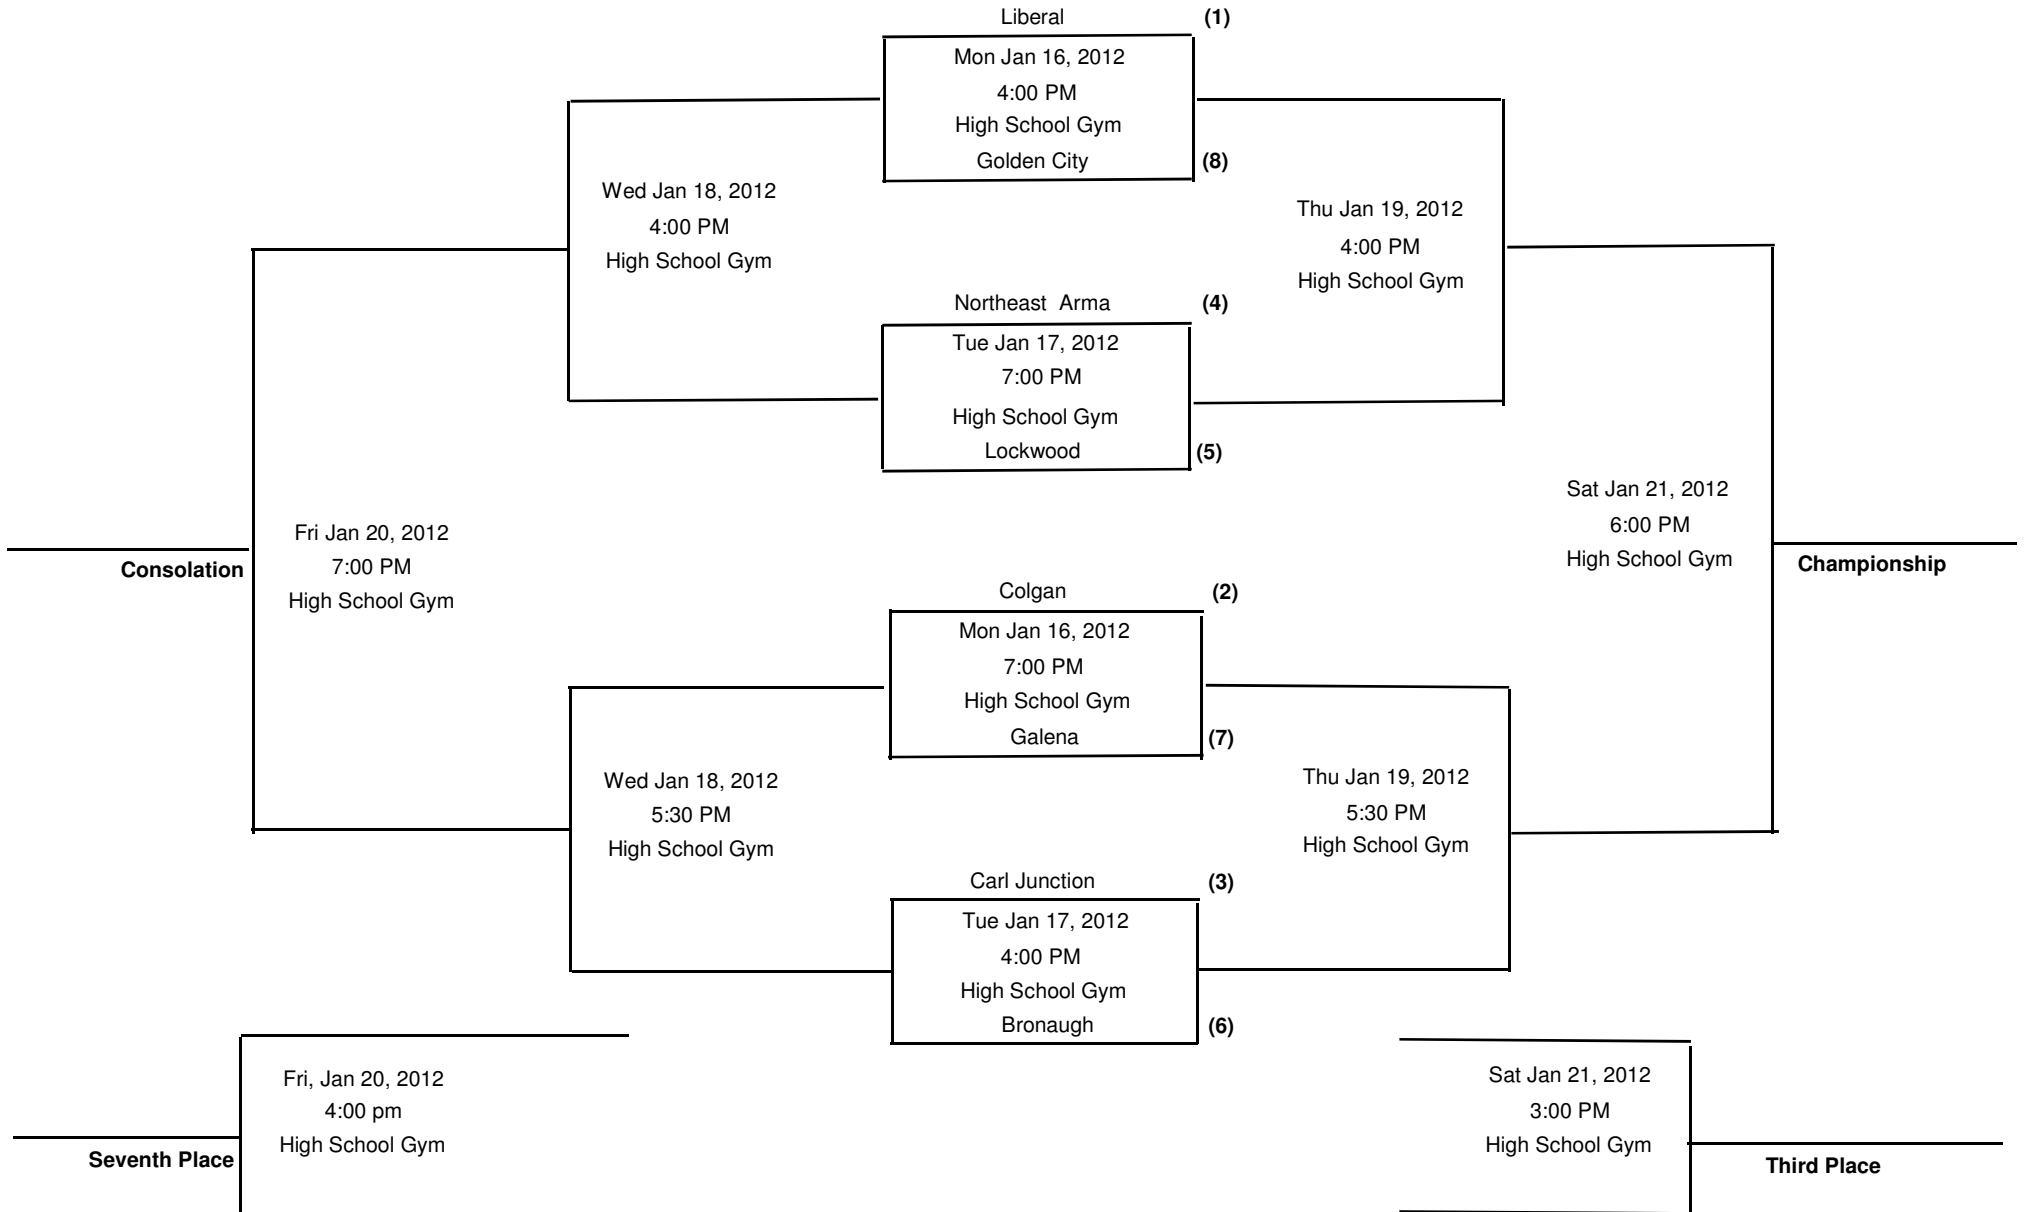 Liberal (1)
Mon Jan 16, 2012
4:00 PM
High School Gym
Golden City (8)
Wed Jan 18, 2012
4:00 PM
High School Gym
Thu Jan 19, 2012
4:00 PM
High School Gym
Northeast Arma (4)
Tue Jan 17, 2012
7:00 PM
High School Gym
Lockwood (5)
Fri Jan 20, 2012
7:00 PM
High School Gym
Consolation
Sat Jan 21, 2012
6:00 PM
High School Gym
Championship
Colgan (2)
Mon Jan 16, 2012
7:00 PM
High School Gym
Galena (7)
Wed Jan 18, 2012
5:30 PM
High School Gym
Thu Jan 19, 2012
5:30 PM
High School Gym
Carl Junction (3)
Tue Jan 17, 2012
4:00 PM
High School Gym
Bronaugh (6)
Fri, Jan 20, 2012
4:00 pm
High School Gym
Seventh Place
Sat Jan 21, 2012
3:00 PM
High School Gym
Third Place